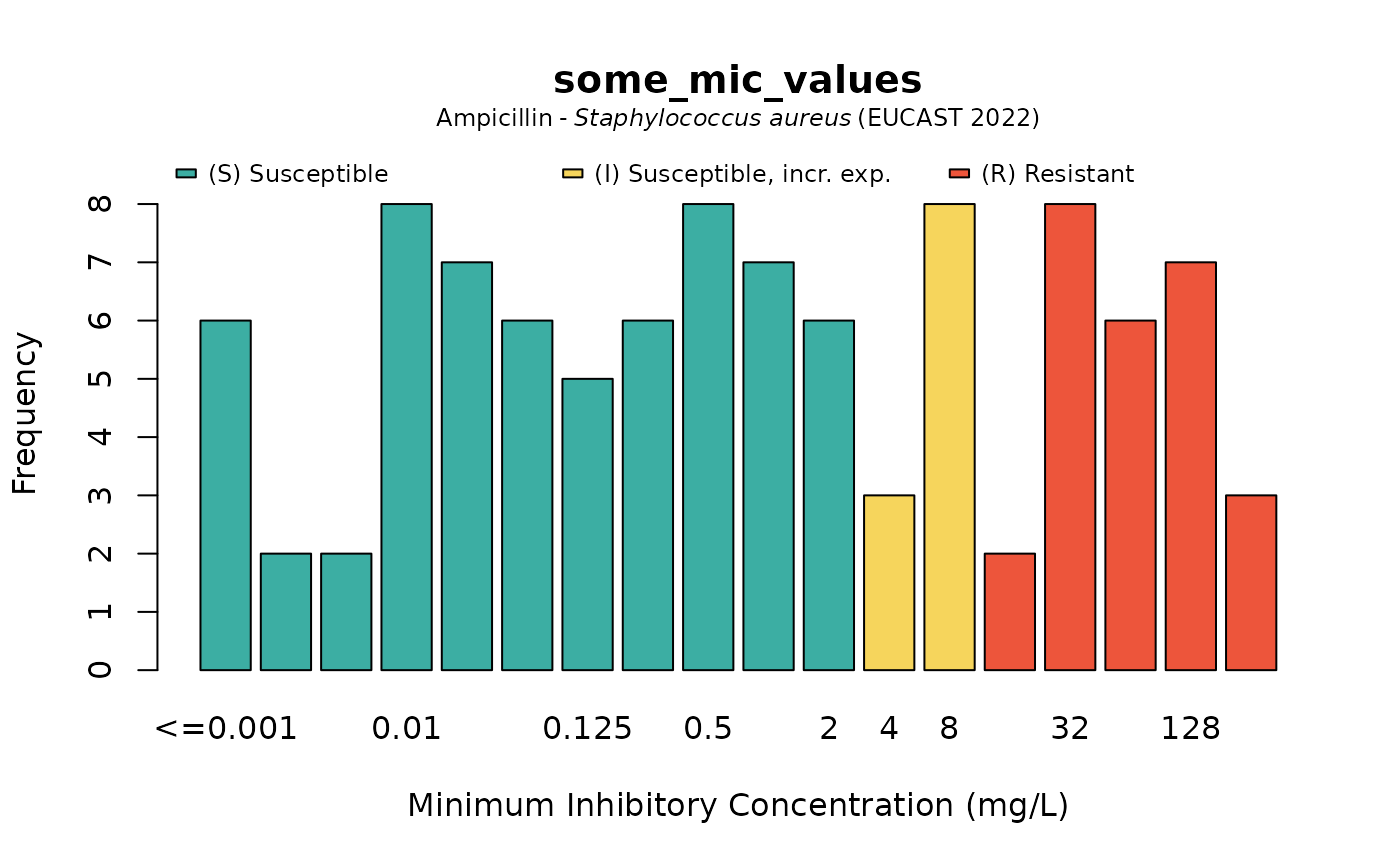 some_mic_values
Ampicillin - Staphylococcus aureus (EUCAST 2022)
(S) Susceptible (I) Susceptible, incr. exp. (R) Resistant
8
7
6
5
4
3
2
1
0
Frequency
<=0.001 0.01 0.125 0.5 2 4 8 32 128
Minimum Inhibitory Concentration (mg/L)